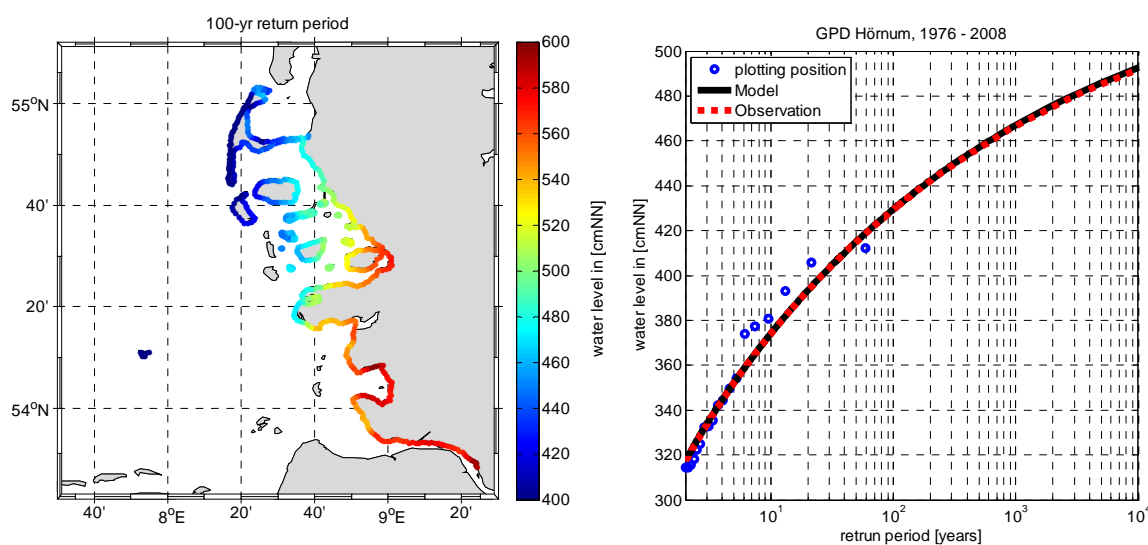 100-yr return period
55°N
40'
20'
54°N
40'
8°E
20'
40'
9°E
20'
600
580
560
540
520
500
480
460
440
420
400
water level in [cmNN]
GPD Hörnum, 1976 - 2008
plotting position
Model
Observation
500
480
460
440
420
400
380
360
340
320
300
water level in [cmNN]
10¹
10²
10³
10⁴
retrun period [years]